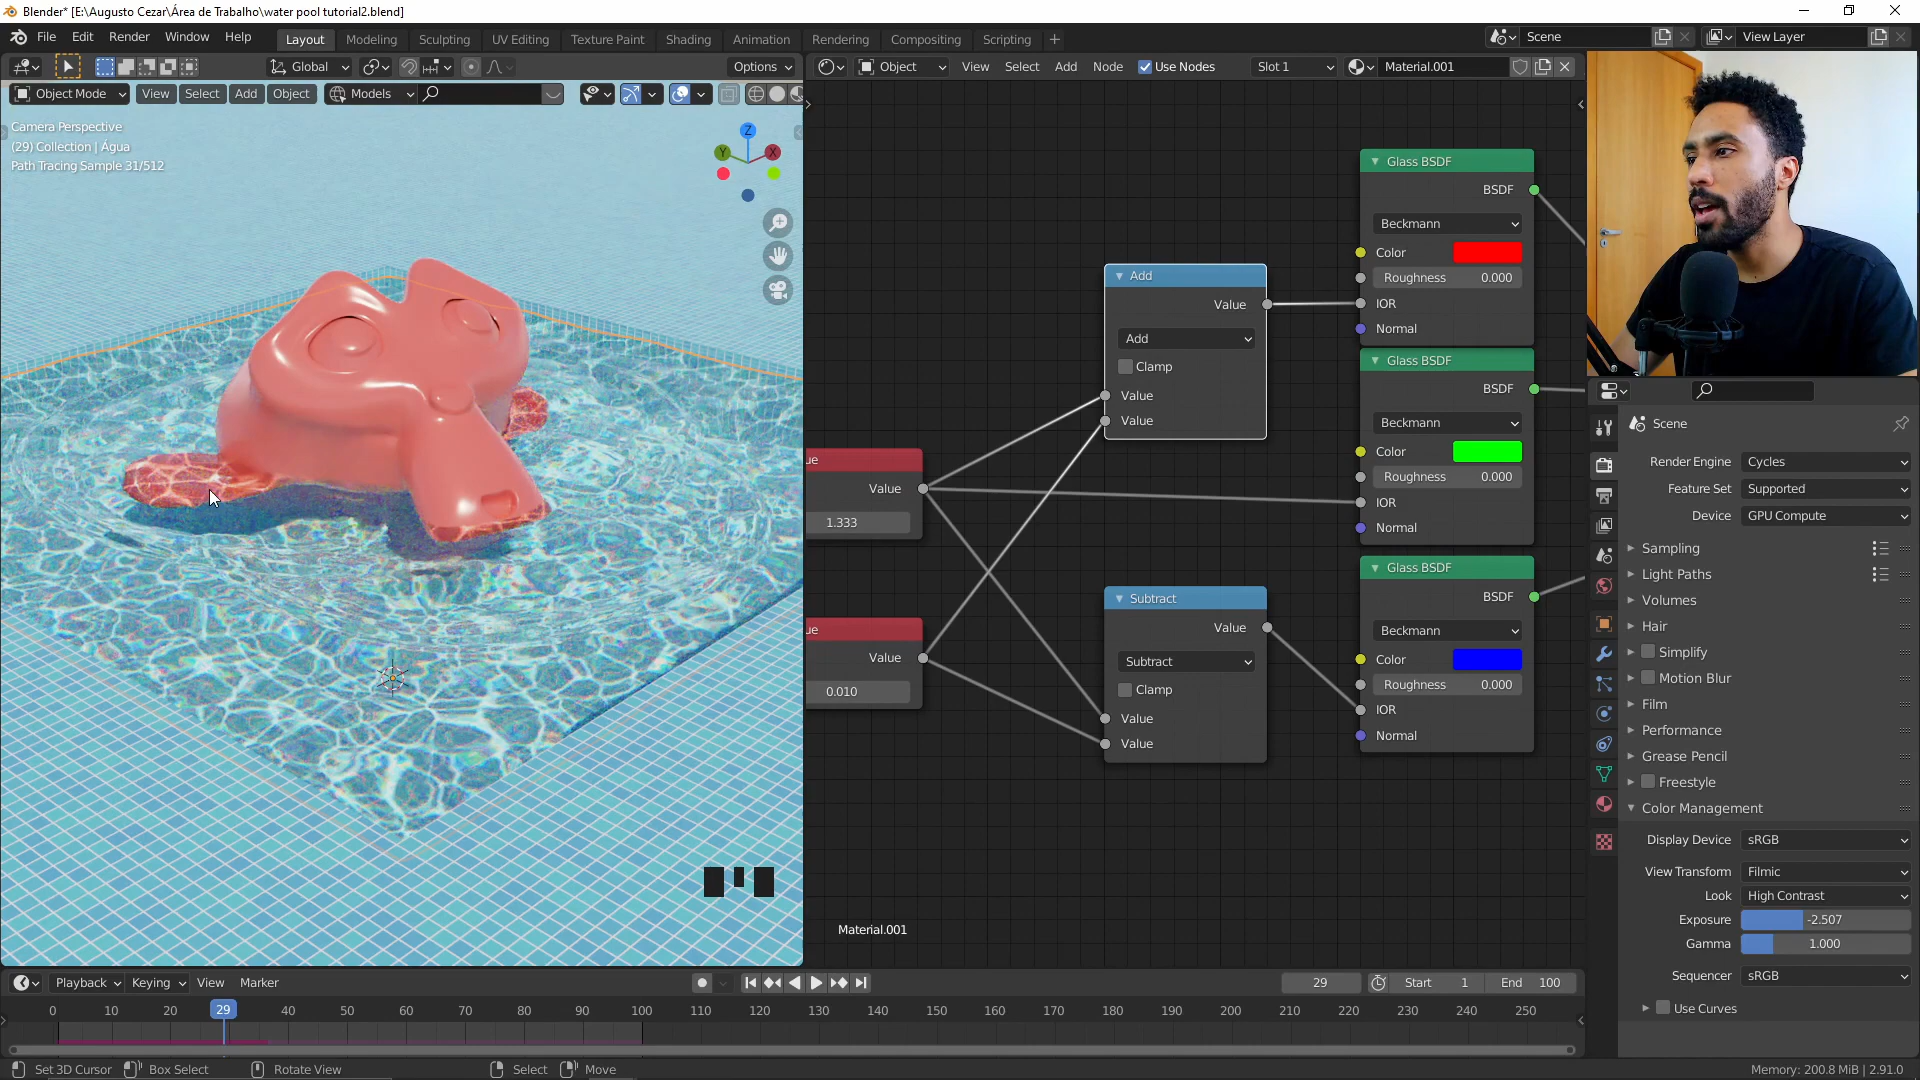 Blender* [E:\Augusto Cezar\Área de Trabalho\water pool tutorial2.blend]
File Edit Render Window Help Layout Modeling Sculpting UV Editing Texture Paint Shading Animation Rendering Compositing Scripting + Scene View Layer
Global Options Object View Select Add Node Use Nodes Slot 1 Material.001
Object Mode View Select Add Object Models
Camera Perspective
(29) Collection | Água
Path Tracing Sample 31/512
Z
Y X
Glass BSDF
BSDF
Beckmann
Color
Roughness 0.000
IOR
Normal
Add
Value
Add
Clamp
Value
Value
Glass BSDF
BSDF
Beckmann
Color
Roughness 0.000
IOR
Normal
ue
Value
1.333
ue
Value
0.010
Subtract
Value
Subtract
Clamp
Value
Value
Glass BSDF
BSDF
Beckmann
Color
Roughness 0.000
IOR
Normal
Material.001
Scene
Render Engine Cycles
Feature Set Supported
Device GPU Compute
Sampling
Light Paths
Volumes
Hair
Simplify
Motion Blur
Film
Performance
Grease Pencil
Freestyle
Color Management
Display Device sRGB
View Transform Filmic
Look High Contrast
Exposure -2.507
Gamma 1.000
Sequencer sRGB
Use Curves
Playback Keying View Marker 29 Start 1 End 100
0 10 20 29 40 50 60 70 80 90 100 110 120 130 140 150 160 170 180 190 200 210 220 230 240 250
Set 3D Cursor Box Select Rotate View Select Move Memory: 200.8 MiB | 2.91.0